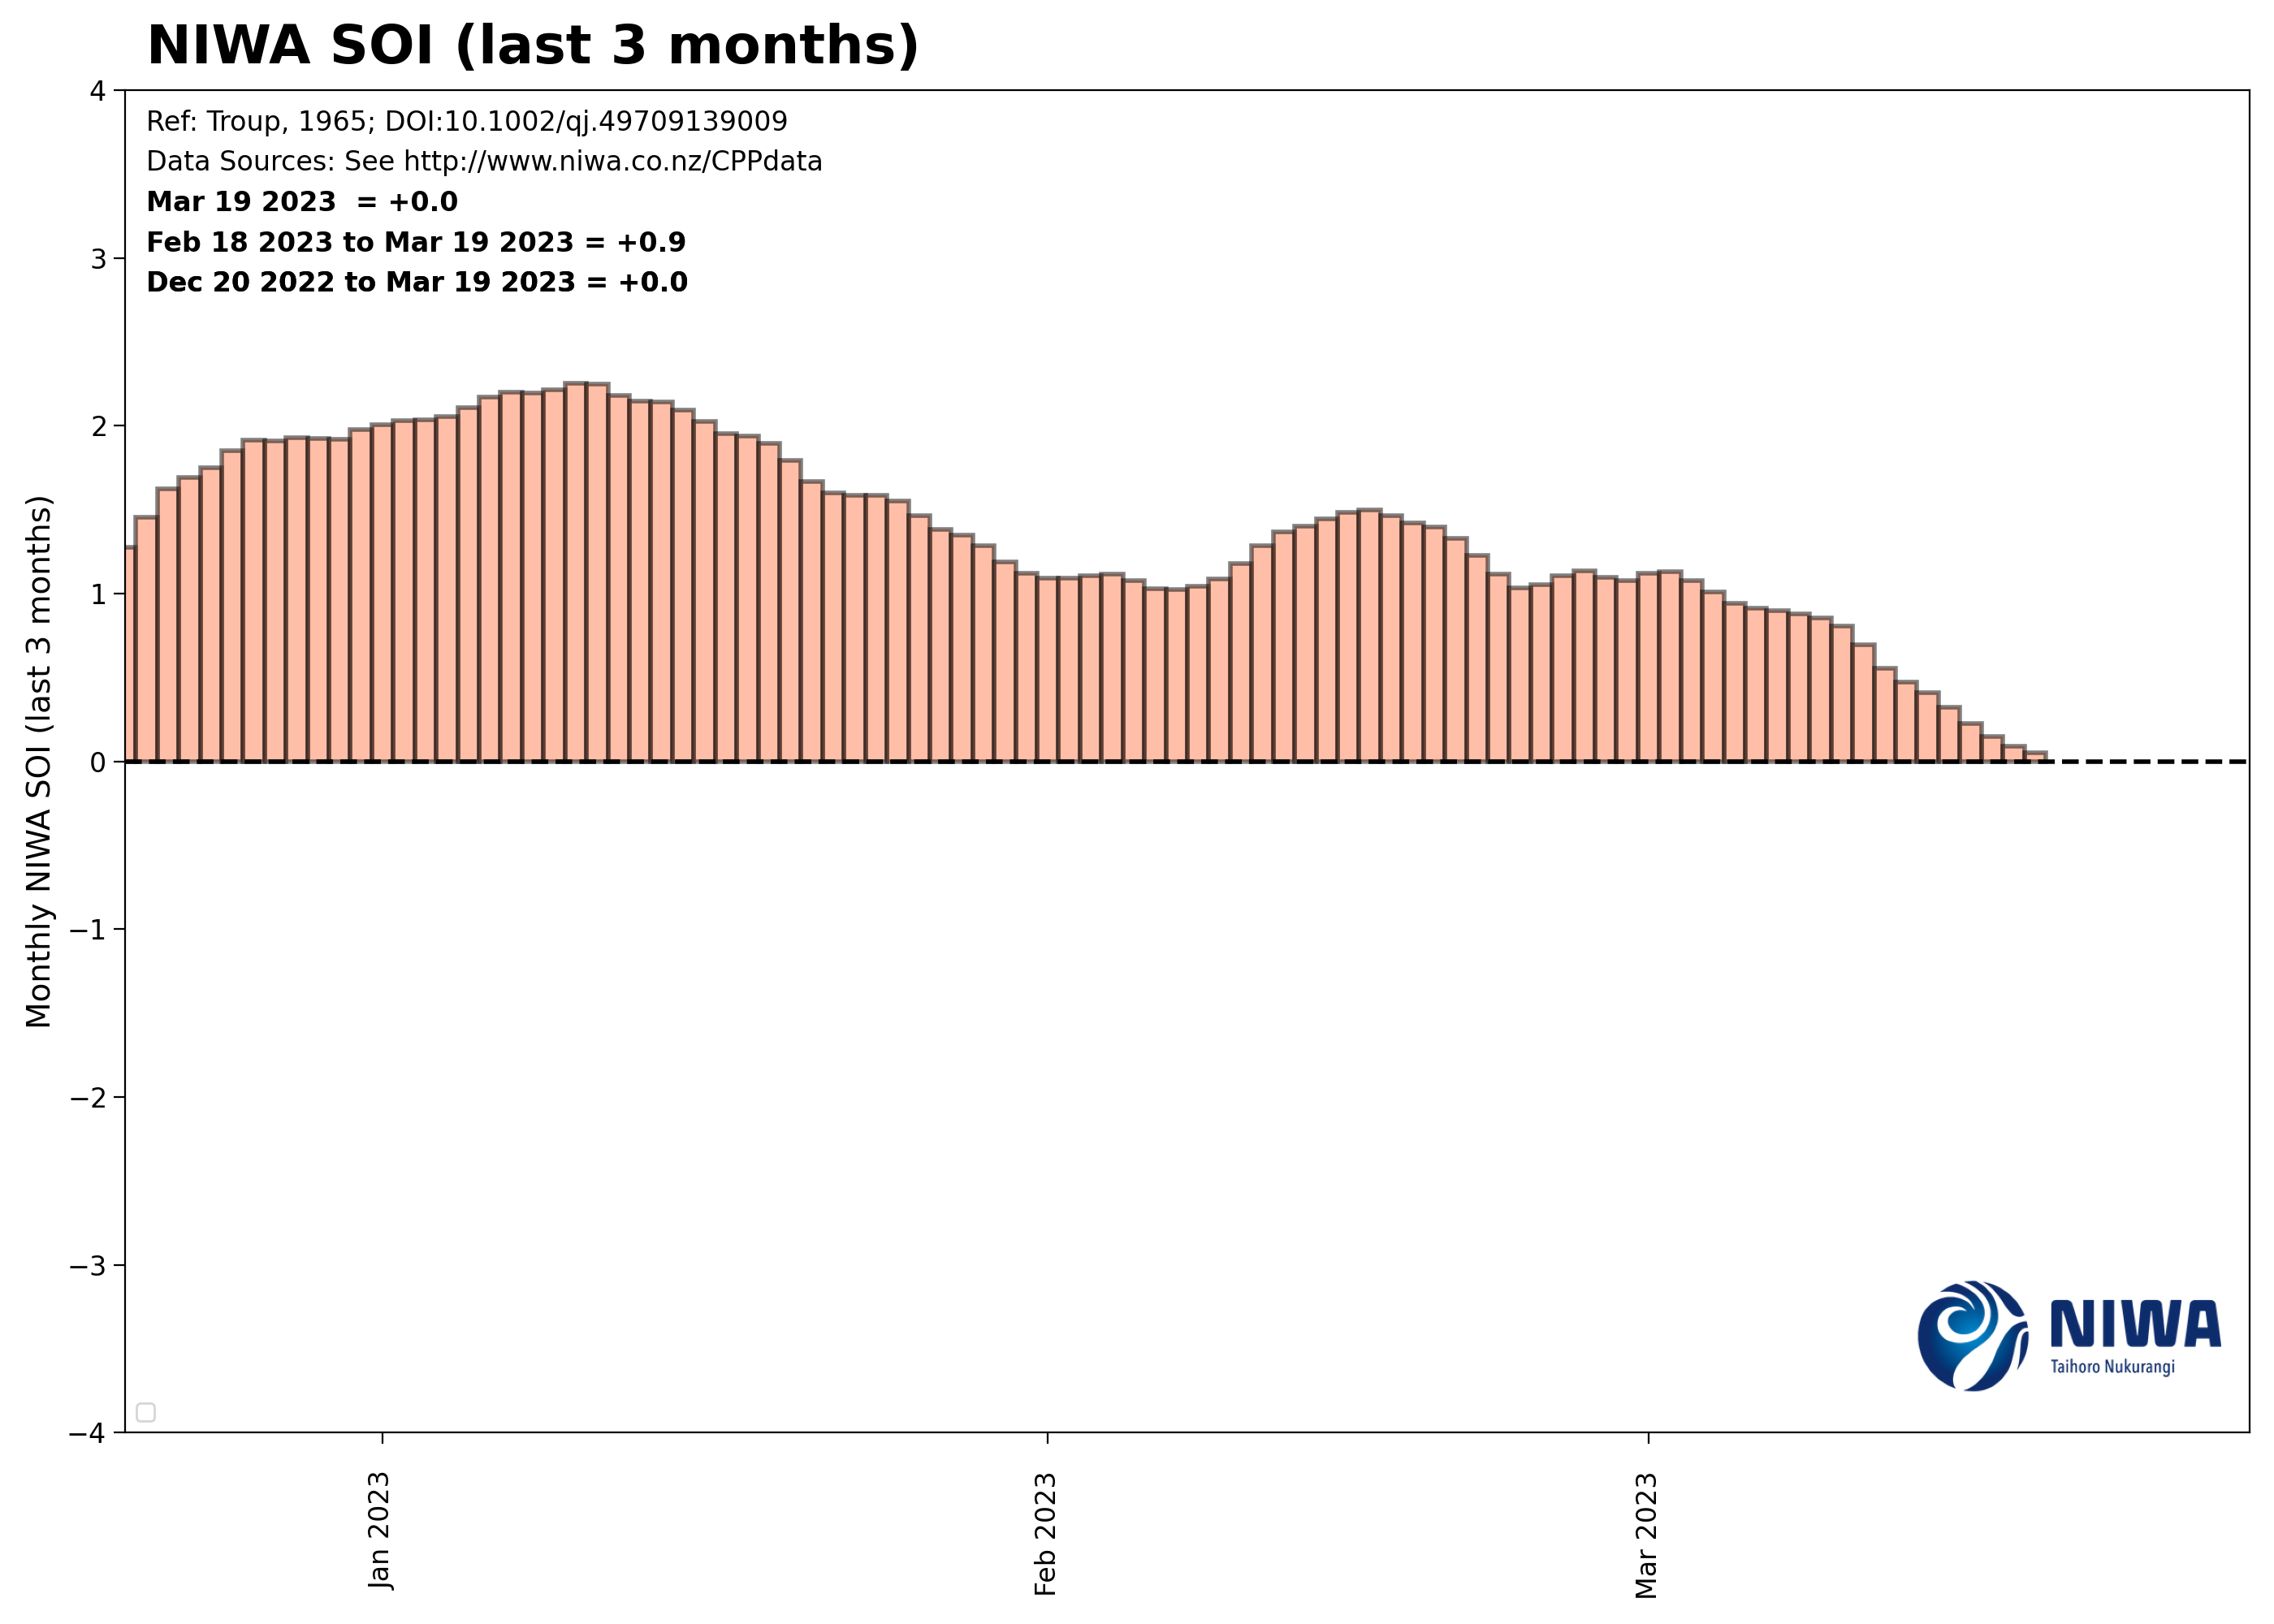 NIWA SOI (last 3 months)
Ref: Troup, 1965; DOI:10.1002/qj.49709139009
Data Sources: See http://www.niwa.co.nz/CPPdata
Mar 19 2023 = +0.0
Feb 18 2023 to Mar 19 2023 = +0.9
Dec 20 2022 to Mar 19 2023 = +0.0
Monthly NIWA SOI (last 3 months)
4
3
2
1
0
−1
−2
−3
−4
Jan 2023
Feb 2023
Mar 2023
NIWA
Taihoro Nukurangi